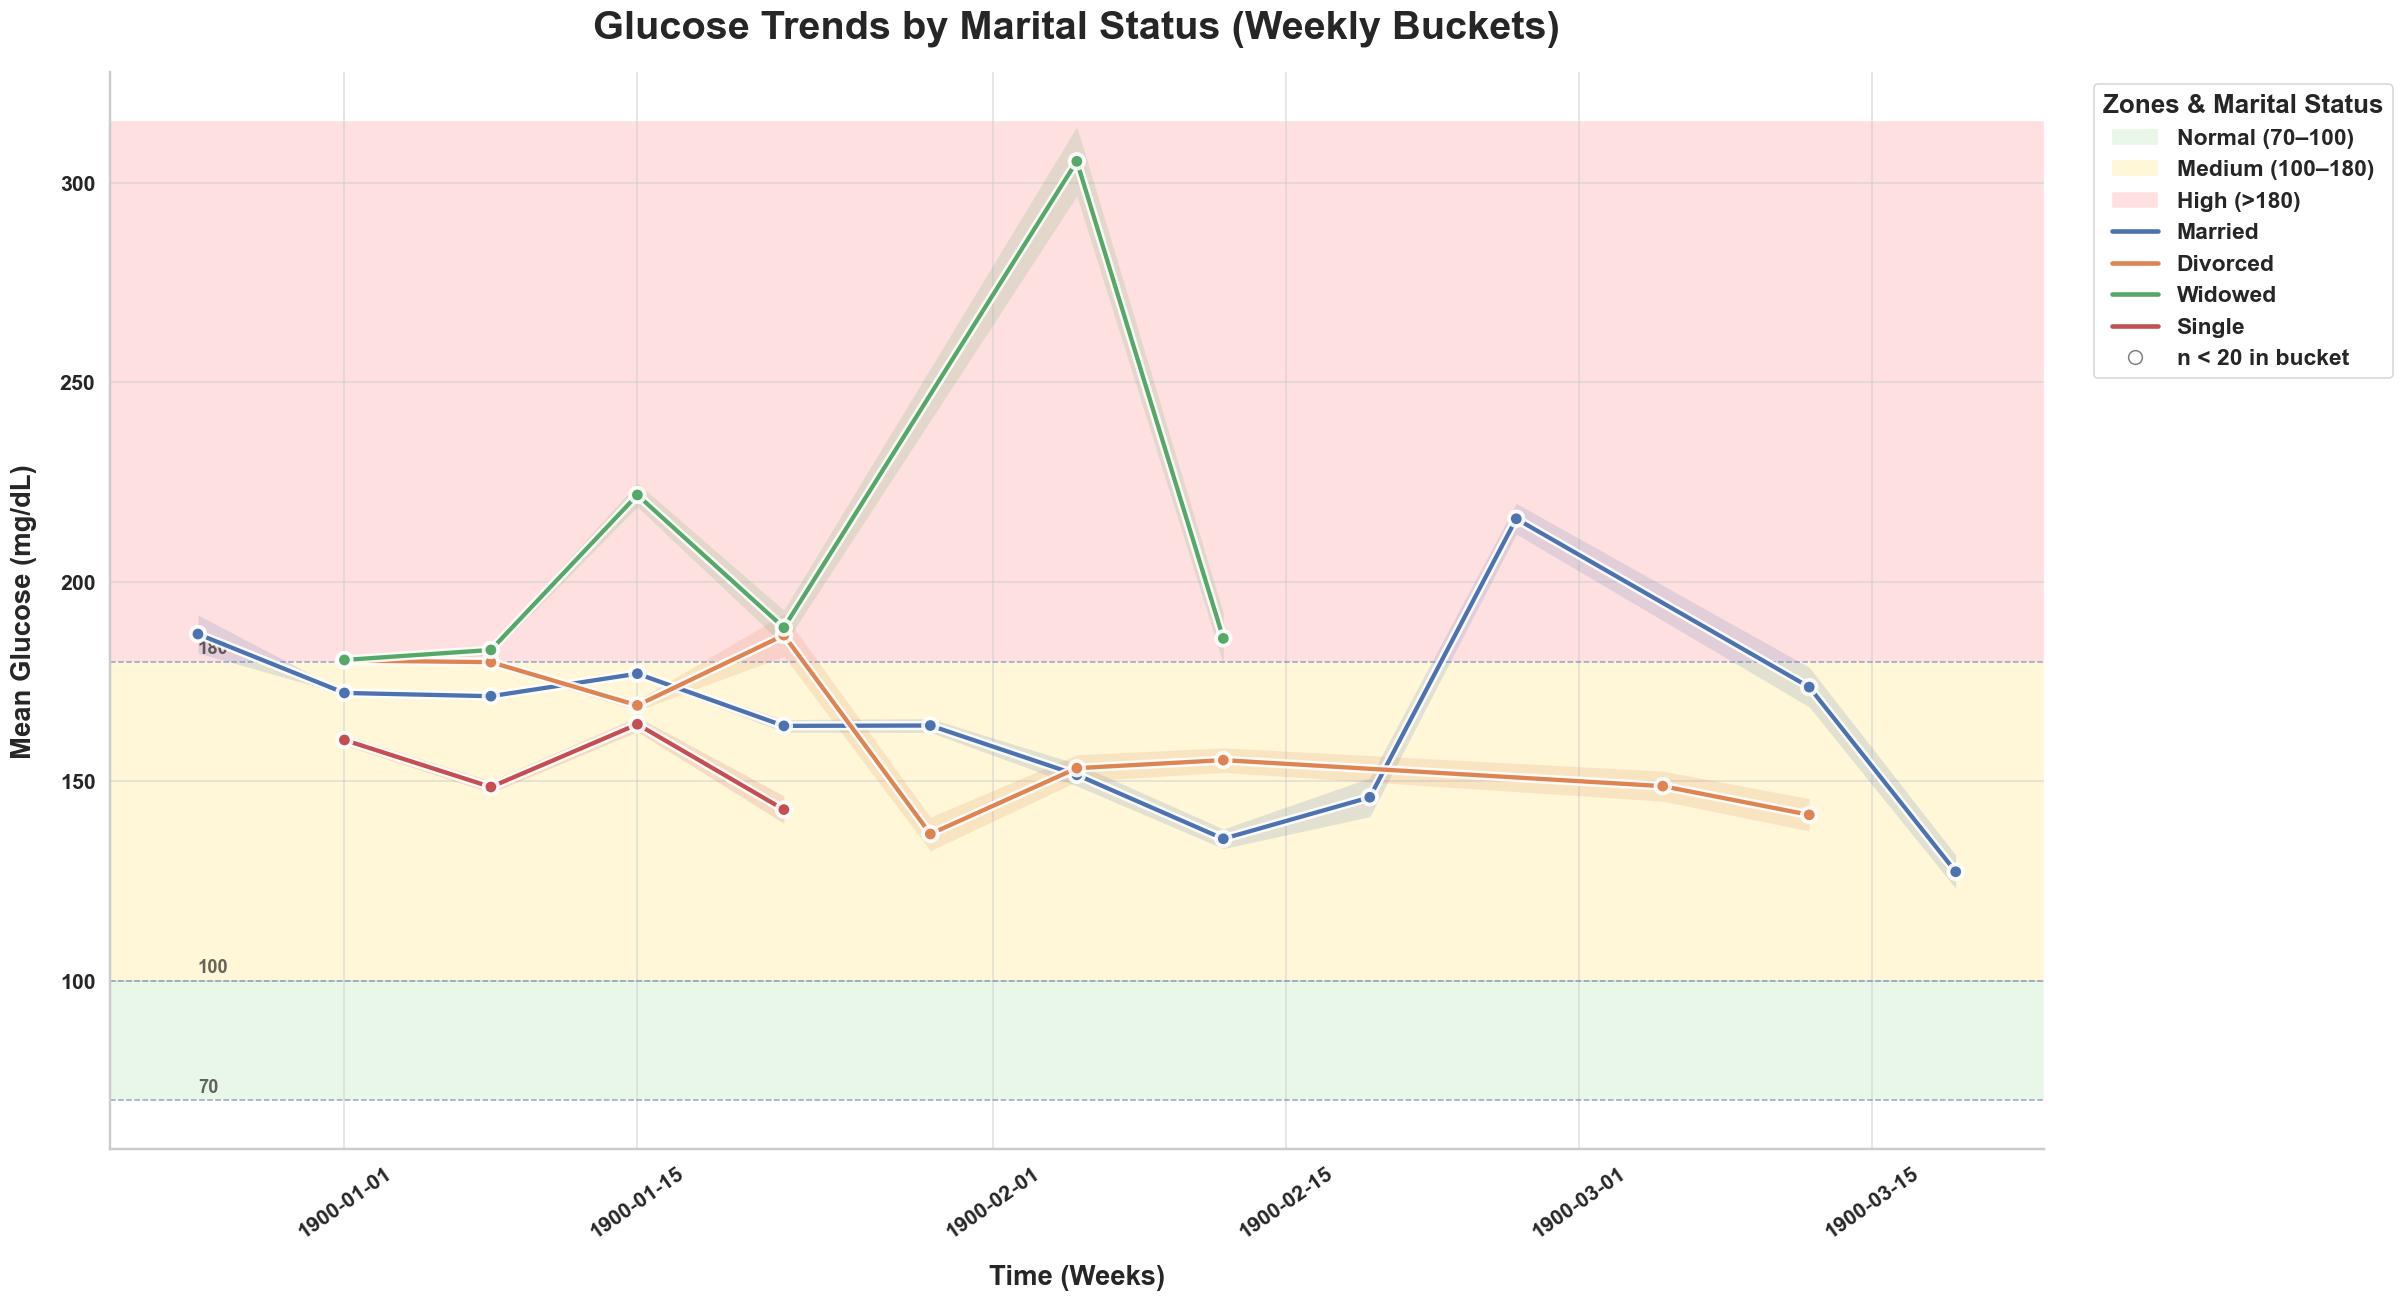 Glucose Trends by Marital Status (Weekly Buckets)
Zones & Marital Status
Normal (70–100)
Medium (100–180)
High (>180)
Married
Divorced
Widowed
Single
n < 20 in bucket
Mean Glucose (mg/dL)
300
250
200
150
100
180
100
70
1900-01-01
1900-01-15
1900-02-01
1900-02-15
1900-03-01
1900-03-15
Time (Weeks)